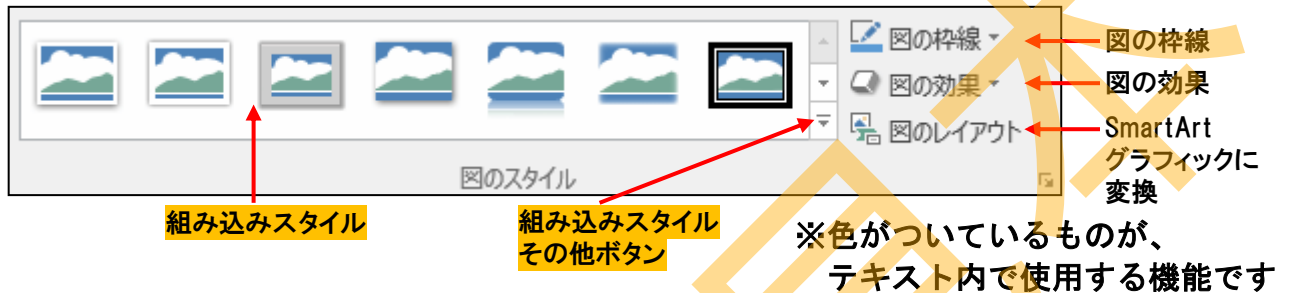 図の枠線
図の枠線
図の効果
図の効果
図のレイアウト
SmartArt
グラフィックに
変換
図のスタイル
組み込みスタイル
組み込みスタイル
その他ボタン
※色がついているものが、
テキスト内で使用する機能です